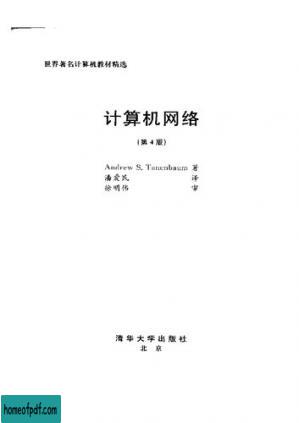 世界著名计算机教材精选
计算机网络
(第4版)
Andrew S. Tanenbaum 著
潘爱民 译
徐明伟 审
清华大学出版社
北京
homeofpdf.com